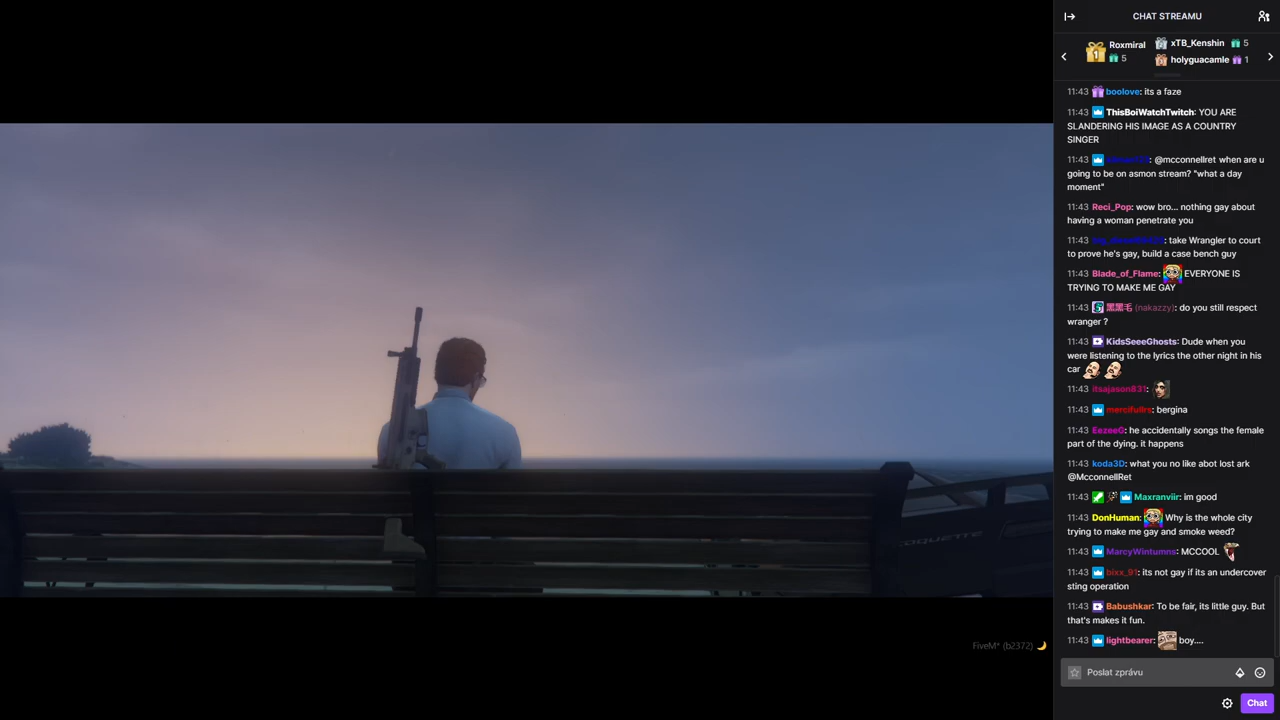 CHAT STREAMU
Roxmiral
5
xTB_Kenshin 5
holyguacamle 1
11:43 boolove: its a faze
11:43 ThisBoiWatchTwitch: YOU ARE
SLANDERING HIS IMAGE AS A COUNTRY
SINGER
11:43 : @mcconnellret when are u
going to be on asmon stream? "what a day
moment"
11:43 Reci_Pop: wow bro... nothing gay about
having a woman penetrate you
11:43 : take Wrangler to court
to prove he's gay, build a case bench guy
11:43 Blade_of_Flame: EVERYONE IS
TRYING TO MAKE ME GAY
11:43 黑黑毛 (nakazzy): do you still respect
wranger ?
11:43 KidsSeeeGhosts: Dude when you
were listening to the lyrics the other night in his
car
11:43 itsajason831:
11:43 mercifullrs: bergina
11:43 EezeeG: he accidentally songs the female
part of the dying. it happens
11:43 koda3D: what you no like abot lost ark
@McconnellRet
11:43 Maxranviir: im good
11:43 DonHuman: Why is the whole city
trying to make me gay and smoke weed?
11:43 MarcyWintumns: MCCOOL
11:43 bixx_91: its not gay if its an undercover
sting operation
11:43 Babushkar: To be fair, its little guy. But
that's makes it fun.
11:43 lightbearer: boy....
Poslat zprávu
Chat
COQUETTE
FiveM* (b2372)